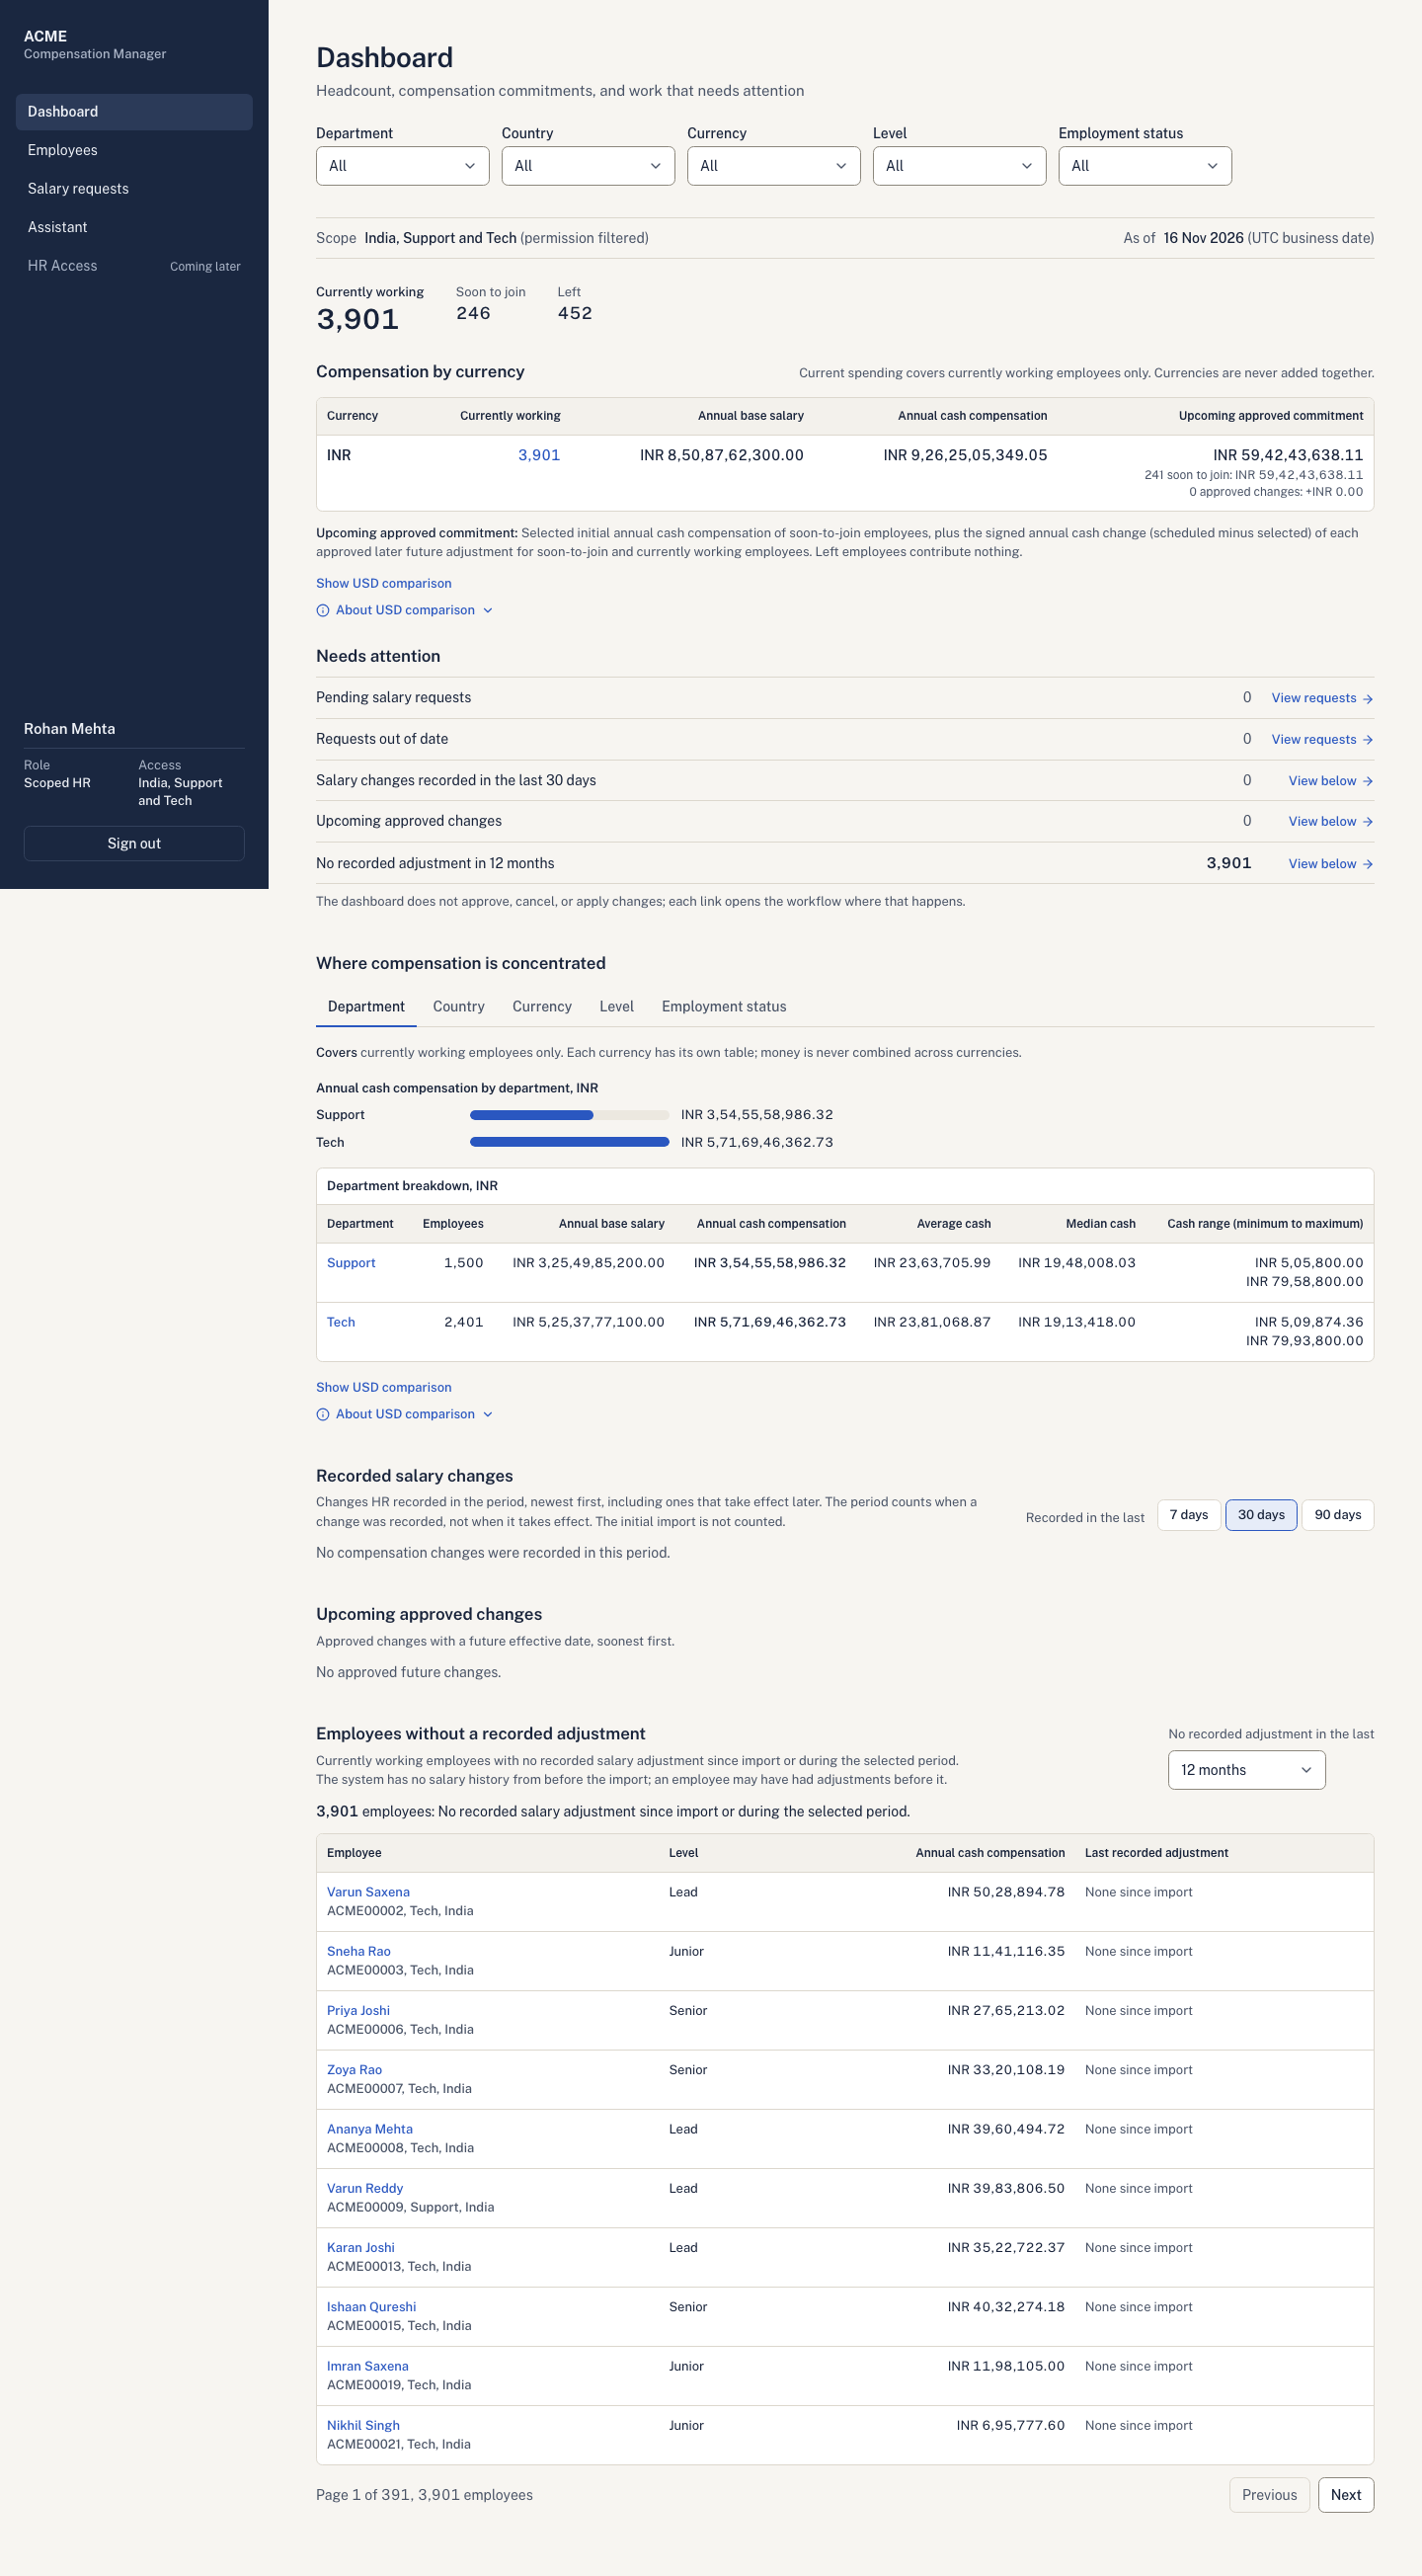 ACME
Compensation Manager
Dashboard
Employees
Salary requests
Assistant
HR Access Coming later
Rohan Mehta
Role Access
Scoped HR India, Support
and Tech
Sign out
Dashboard
Headcount, compensation commitments, and work that needs attention
Department Country Currency Level Employment status
All All All All All
Scope India, Support and Tech (permission filtered) As of 16 Nov 2026 (UTC business date)
Currently working Soon to join Left
3,901 246 452
Compensation by currency Current spending covers currently working employees only. Currencies are never added together.
Currency Currently working Annual base salary Annual cash compensation Upcoming approved commitment
INR 3,901 INR 8,50,87,62,300.00 INR 9,26,25,05,349.05 INR 59,42,43,638.11
241 soon to join: INR 59,42,43,638.11
0 approved changes: +INR 0.00
Upcoming approved commitment: Selected initial annual cash compensation of soon-to-join employees, plus the signed annual cash change (scheduled minus selected) of each
approved later future adjustment for soon-to-join and currently working employees. Left employees contribute nothing.
Show USD comparison
About USD comparison
Needs attention
Pending salary requests 0 View requests
Requests out of date 0 View requests
Salary changes recorded in the last 30 days 0 View below
Upcoming approved changes 0 View below
No recorded adjustment in 12 months 3,901 View below
The dashboard does not approve, cancel, or apply changes; each link opens the workflow where that happens.
Where compensation is concentrated
Department Country Currency Level Employment status
Covers currently working employees only. Each currency has its own table; money is never combined across currencies.
Annual cash compensation by department, INR
Support INR 3,54,55,58,986.32
Tech INR 5,71,69,46,362.73
Department breakdown, INR
Department Employees Annual base salary Annual cash compensation Average cash Median cash Cash range (minimum to maximum)
Support 1,500 INR 3,25,49,85,200.00 INR 3,54,55,58,986.32 INR 23,63,705.99 INR 19,48,008.03 INR 5,05,800.00
INR 79,58,800.00
Tech 2,401 INR 5,25,37,77,100.00 INR 5,71,69,46,362.73 INR 23,81,068.87 INR 19,13,418.00 INR 5,09,874.36
INR 79,93,800.00
Show USD comparison
About USD comparison
Recorded salary changes
Changes HR recorded in the period, newest first, including ones that take effect later. The period counts when a
change was recorded, not when it takes effect. The initial import is not counted.
Recorded in the last 7 days 30 days 90 days
No compensation changes were recorded in this period.
Upcoming approved changes
Approved changes with a future effective date, soonest first.
No approved future changes.
Employees without a recorded adjustment
Currently working employees with no recorded salary adjustment since import or during the selected period.
The system has no salary history from before the import; an employee may have had adjustments before it.
No recorded adjustment in the last
12 months
3,901 employees: No recorded salary adjustment since import or during the selected period.
Employee Level Annual cash compensation Last recorded adjustment
Varun Saxena Lead INR 50,28,894.78 None since import
ACME00002, Tech, India
Sneha Rao Junior INR 11,41,116.35 None since import
ACME00003, Tech, India
Priya Joshi Senior INR 27,65,213.02 None since import
ACME00006, Tech, India
Zoya Rao Senior INR 33,20,108.19 None since import
ACME00007, Tech, India
Ananya Mehta Lead INR 39,60,494.72 None since import
ACME00008, Tech, India
Varun Reddy Lead INR 39,83,806.50 None since import
ACME00009, Support, India
Karan Joshi Lead INR 35,22,722.37 None since import
ACME00013, Tech, India
Ishaan Qureshi Senior INR 40,32,274.18 None since import
ACME00015, Tech, India
Imran Saxena Junior INR 11,98,105.00 None since import
ACME00019, Tech, India
Nikhil Singh Junior INR 6,95,777.60 None since import
ACME00021, Tech, India
Page 1 of 391, 3,901 employees Previous Next